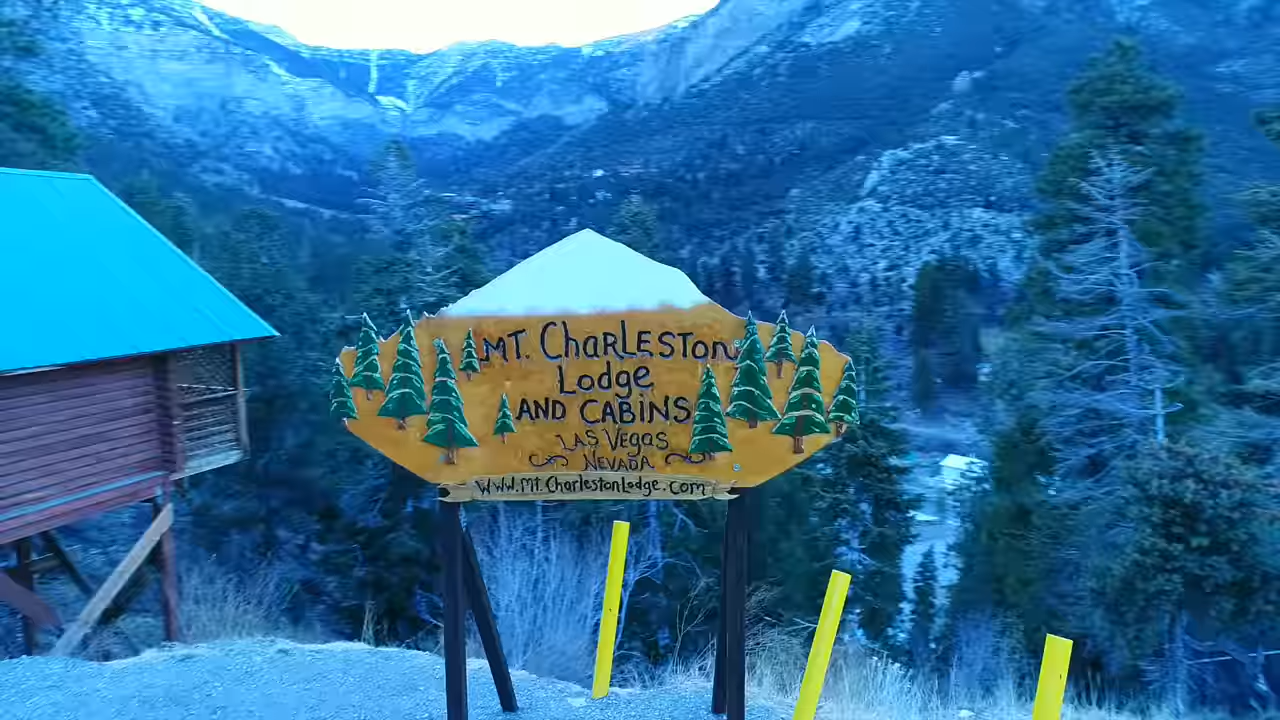 Mt. Charleston
Lodge
AND CABINS
LAS VEgAS
NEVADA
www.Mt.CharlestonLodge.com